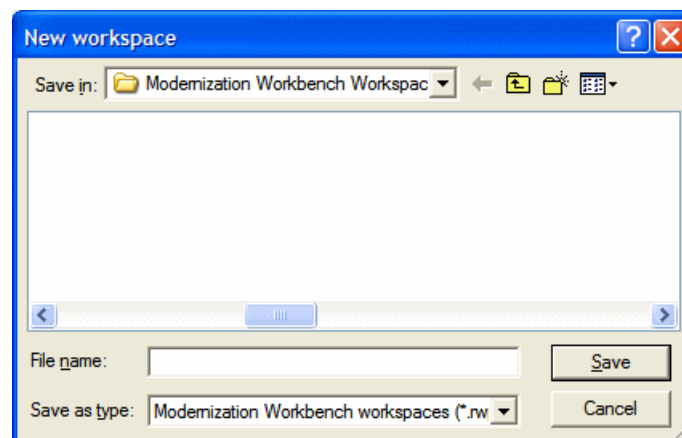 New workspace
Save in: Modernization Workbench Workspac
File name:
Save
Save as type: Modernization Workbench workspaces (*.rw
Cancel